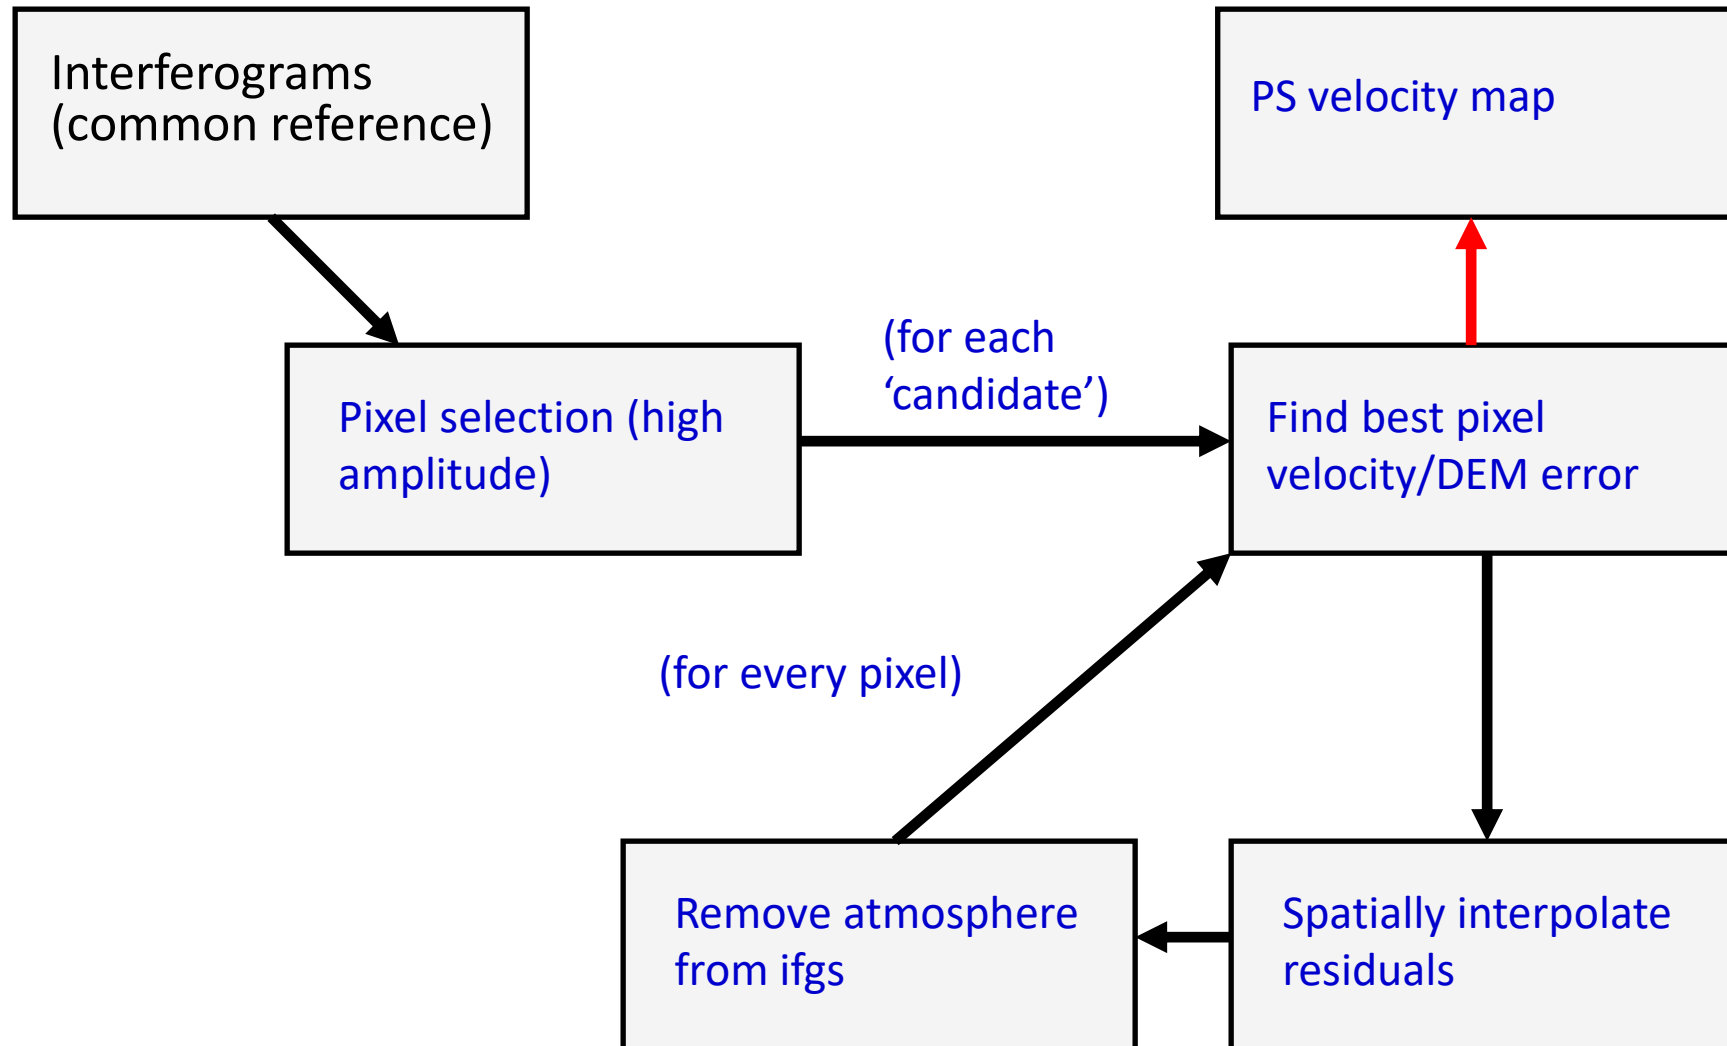 Interferograms
(common reference)
PS velocity map
(for each
‘candidate’)
Pixel selection (high
amplitude)
Find best pixel
velocity/DEM error
(for every pixel)
Remove atmosphere
from ifgs
Spatially interpolate
residuals